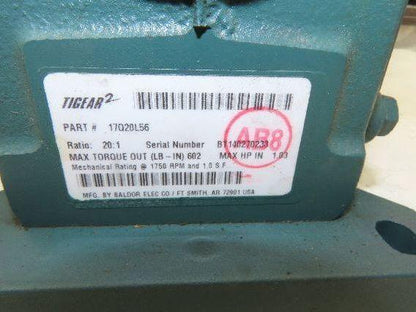 TIGEAR2
PART # 17Q20L56
Ratio: 20:1 Serial Number B1140270233
AB8
MAX TORQUE OUT (LB-IN) 602 MAX HP IN 1.03
Mechanical Rating @ 1750 RPM and 1.0 S.F.
MFG. BY BALDOR ELEC CO / FT SMITH, AR 72901 USA